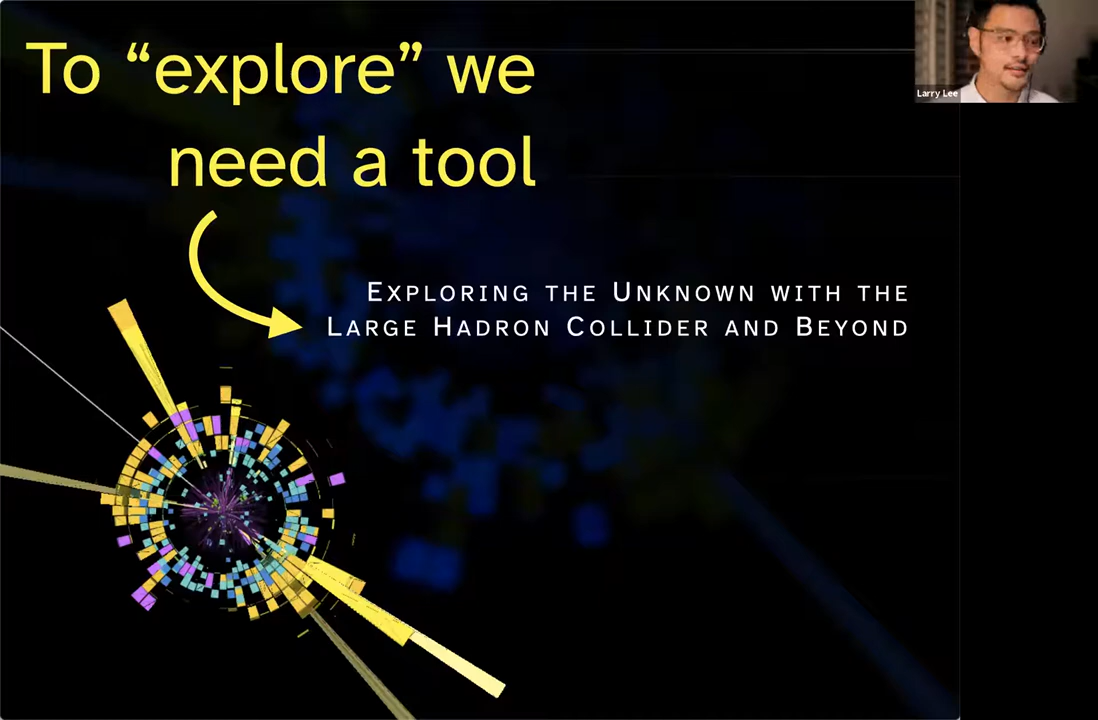 To “explore” we
need a tool
Larry Lee
Exploring the Unknown with the
Large Hadron Collider and Beyond